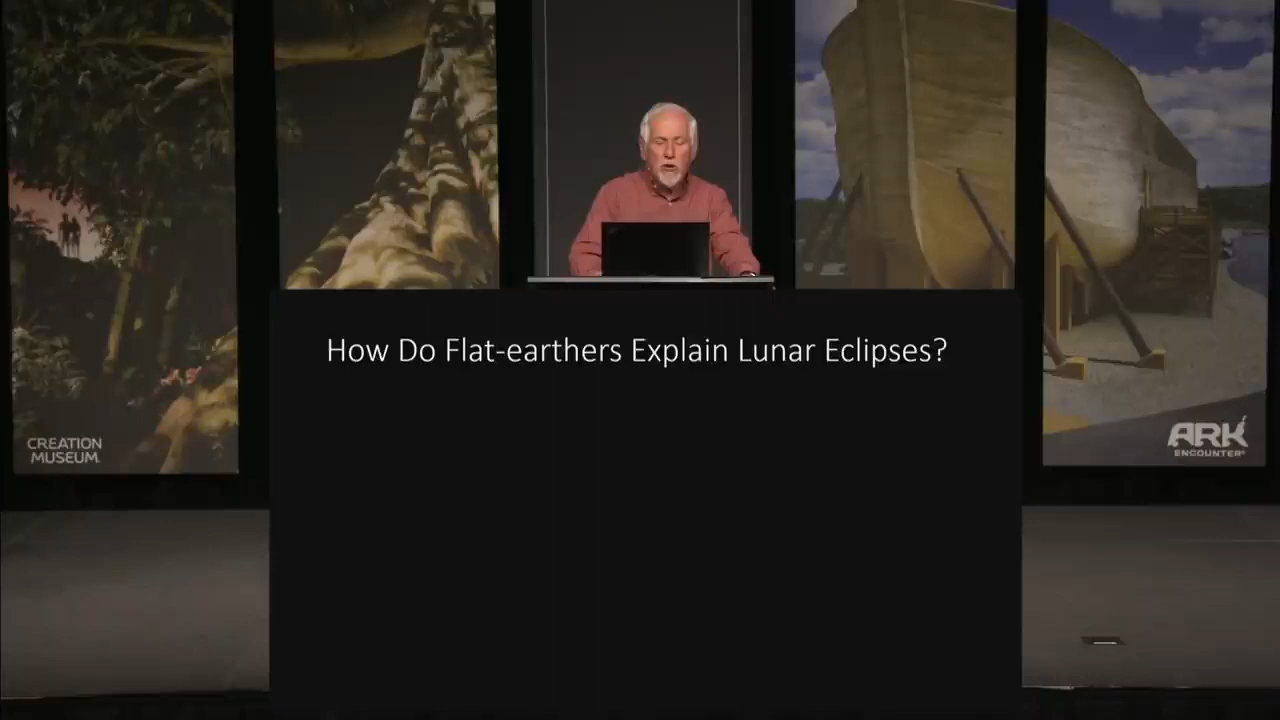 How Do Flat-earthers Explain Lunar Eclipses?
CREATION
MUSEUM
ARK
ENCOUNTER